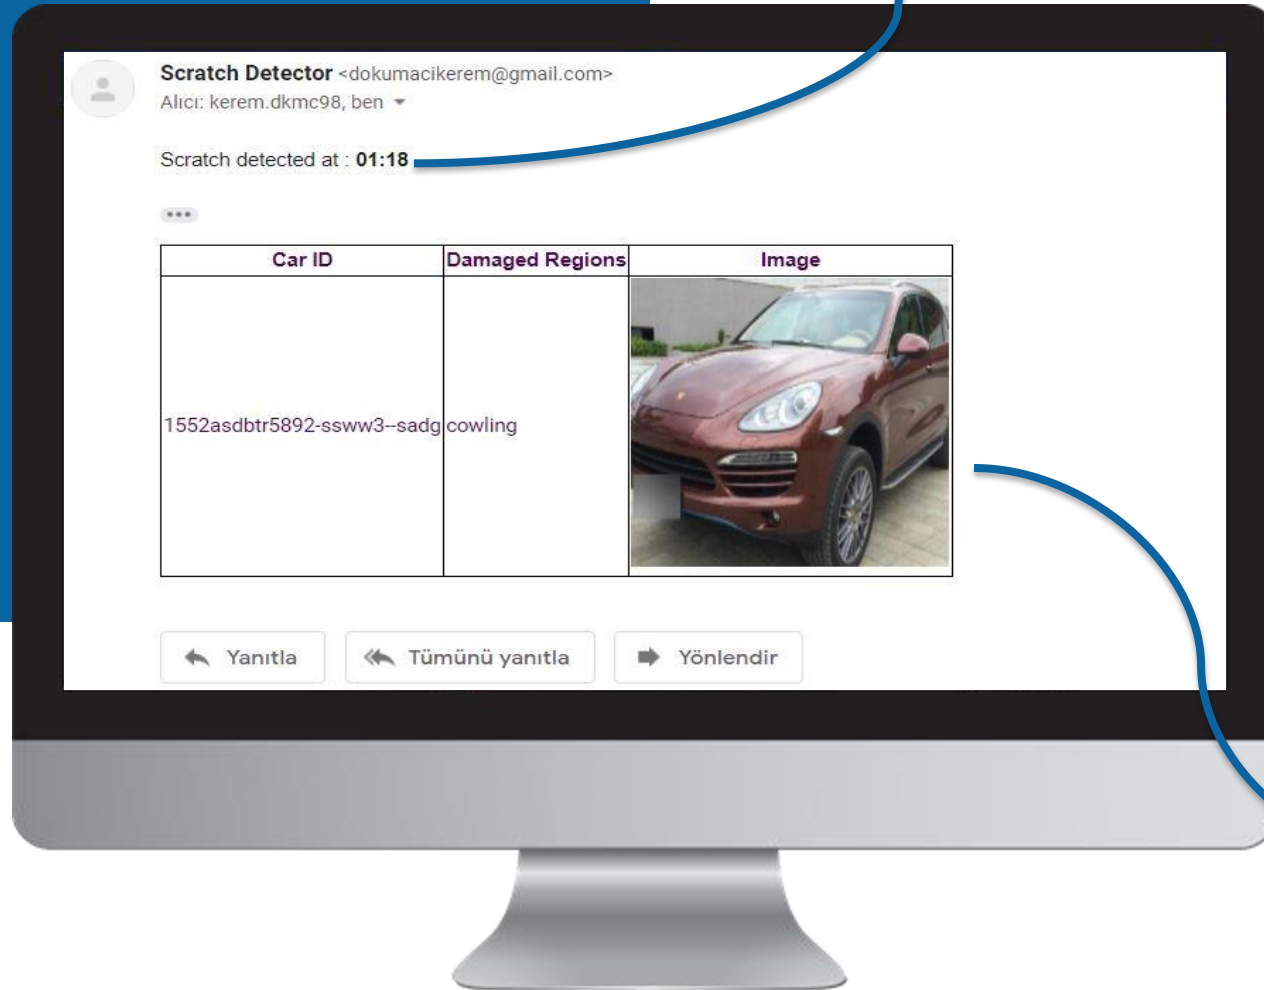 Scratch Detector <dokumacikerem@gmail.com>
Alıcı: kerem.dkmc98, ben
Scratch detected at : 01:18
Car ID Damaged Regions Image
1552asdbtr5892-ssww3--sadg cowling
Yanıtla Tümünü yanıtla Yönlendir